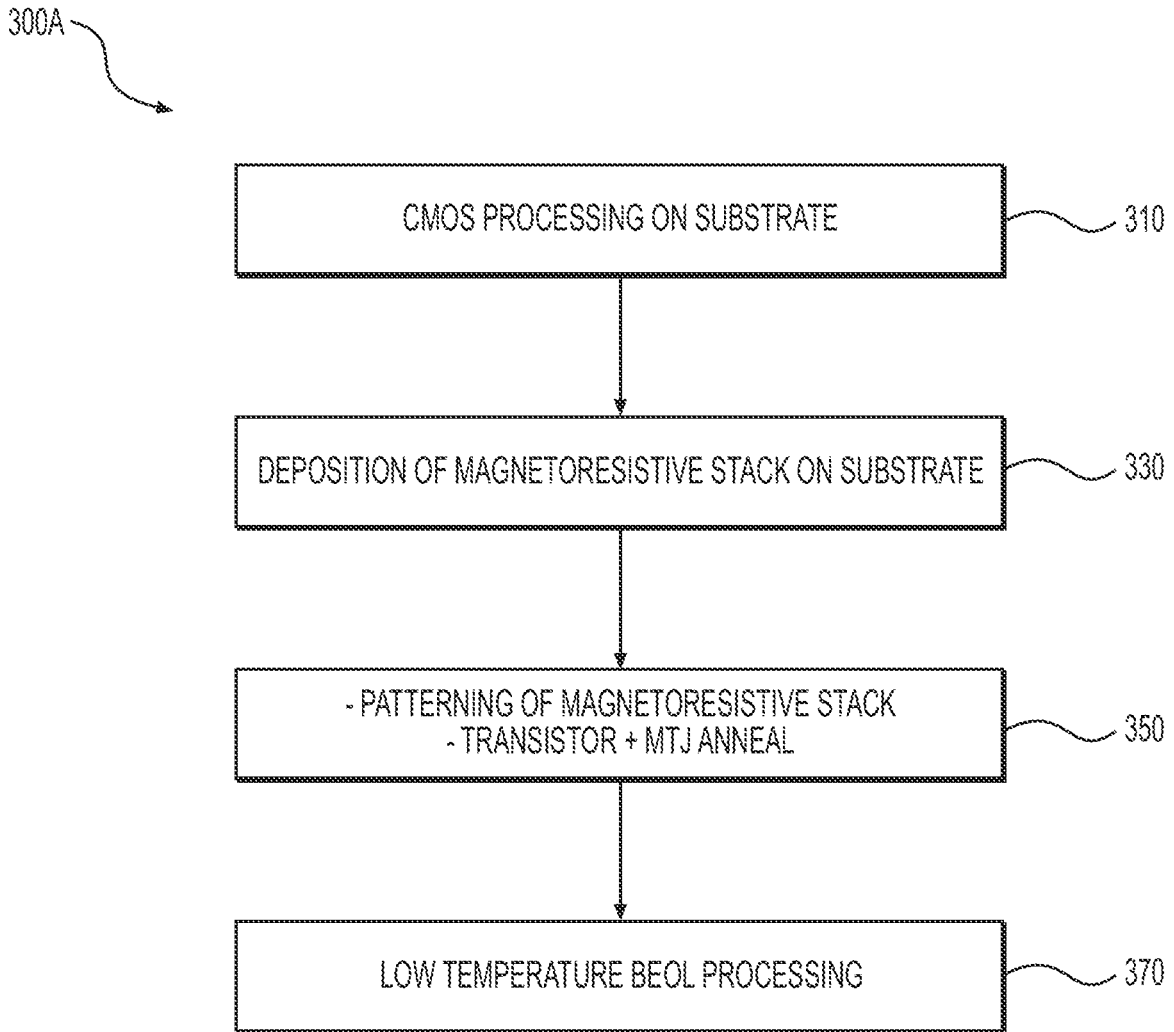 300A
CMOS PROCESSING ON SUBSTRATE
310
DEPOSITION OF MAGNETORESISTIVE STACK ON SUBSTRATE
330
- PATTERNING OF MAGNETORESISTIVE STACK
- TRANSISTOR + MTJ ANNEAL
350
LOW TEMPERATURE BEOL PROCESSING
370